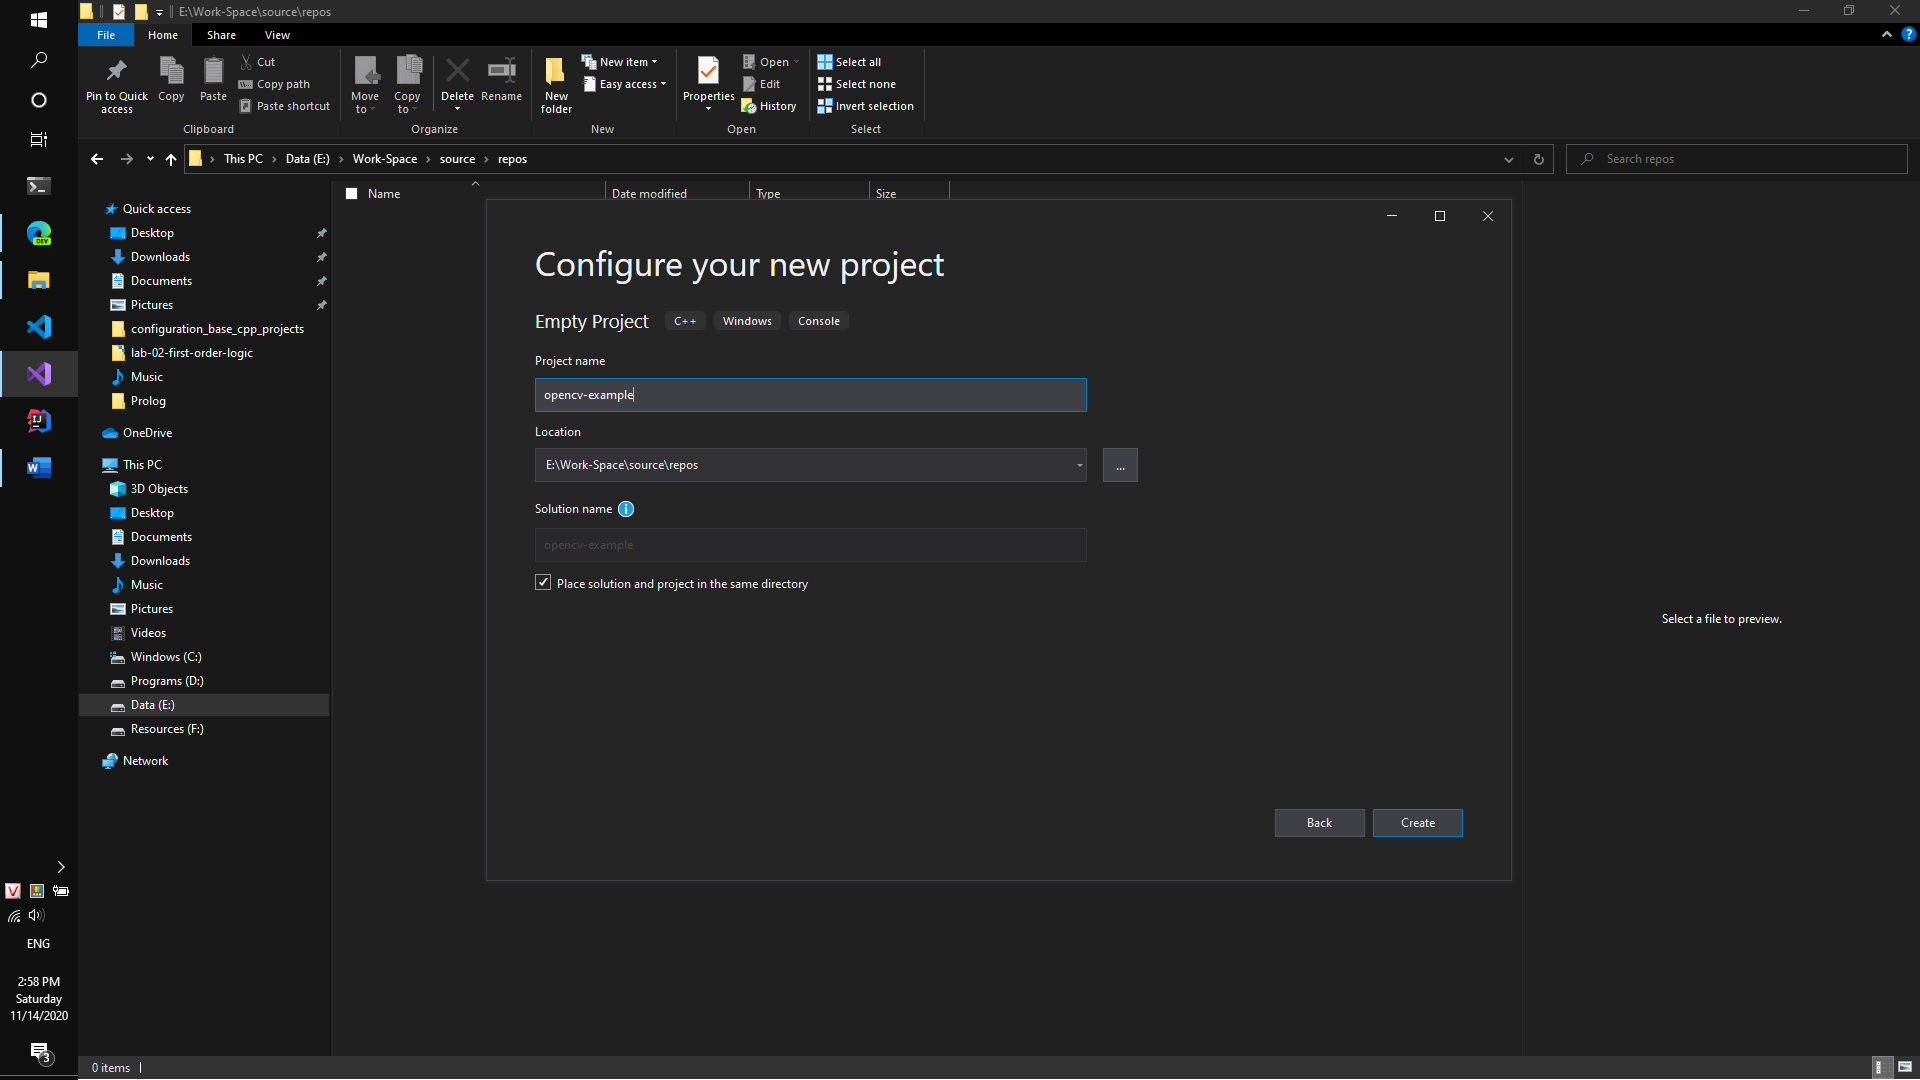 E:\Work-Space\source\repos
File Home Share View
Pin to Quick access
Copy
Paste
Cut
Copy path
Paste shortcut
Clipboard
Move to
Copy to
Delete
Rename
Organize
New folder
New item
Easy access
New
Properties
Open
Edit
History
Open
Select all
Select none
Invert selection
Select
This PC > Data (E:) > Work-Space > source > repos
Search repos
Name Date modified Type Size
Quick access
Desktop
Downloads
Documents
Pictures
configuration_base_cpp_projects
lab-02-first-order-logic
Music
Prolog
OneDrive
This PC
3D Objects
Desktop
Documents
Downloads
Music
Pictures
Videos
Windows (C:)
Programs (D:)
Data (E:)
Resources (F:)
Network
Configure your new project
Empty Project C++ Windows Console
Project name
opencv-example
Location
E:\Work-Space\source\repos
...
Solution name
opencv-example
Place solution and project in the same directory
Back Create
Select a file to preview.
DEV
ENG
2:58 PM
Saturday
11/14/2020
3
0 items